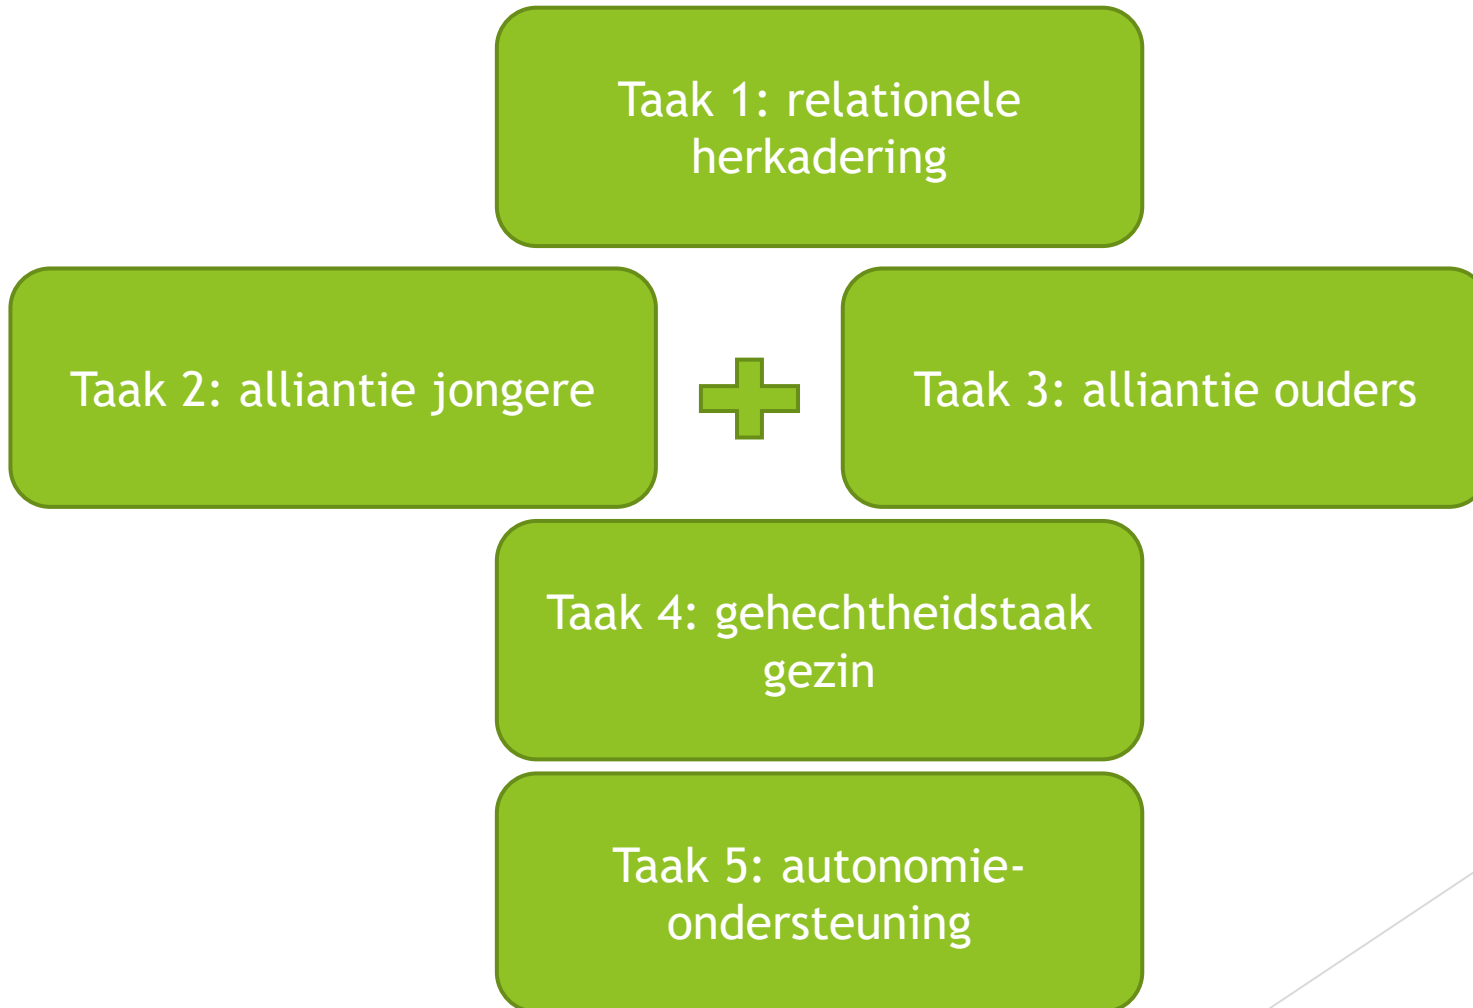 Taak 1: relationele
herkadering
Taak 2: alliantie jongere
Taak 3: alliantie ouders
Taak 4: gehechtheidstaak
gezin
Taak 5: autonomie-
ondersteuning